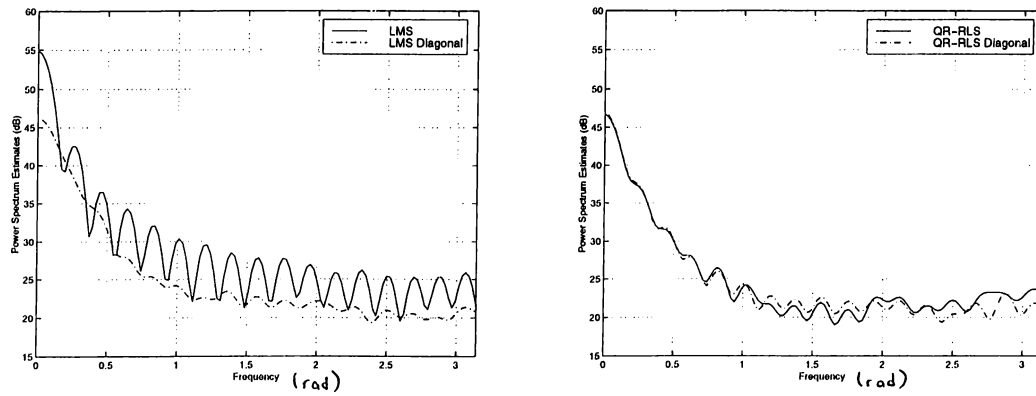 60
55
50
45
40
35
30
25
20
15
Power Spectrum Estimates (dB)
LMS
LMS Diagonal
0 0.5 1 1.5 2 2.5 3
Frequency (rad)
60
55
50
45
40
35
30
25
20
15
Power Spectrum Estimates (dB)
QR-RLS
QR-RLS Diagonal
0 0.5 1 1.5 2 2.5 3
Frequency (rad)